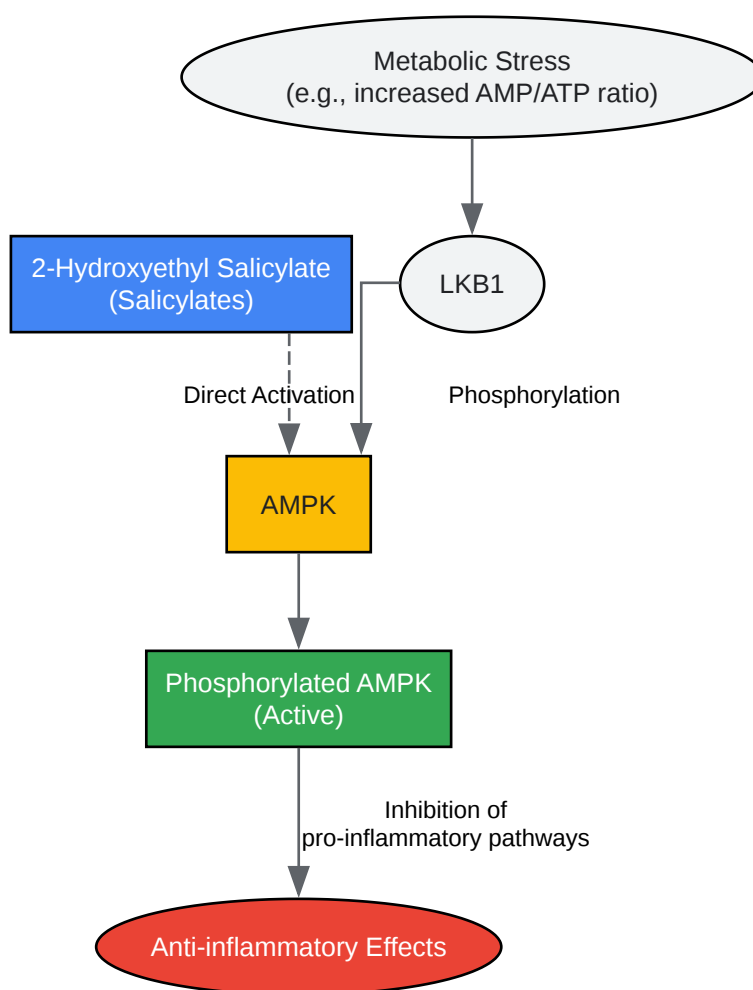 Metabolic Stress
(e.g., increased AMP/ATP ratio)
2-Hydroxyethyl Salicylate
(Salicylates)
LKB1
Direct Activation
Phosphorylation
AMPK
Phosphorylated AMPK
(Active)
Inhibition of
pro-inflammatory pathways
Anti-inflammatory Effects